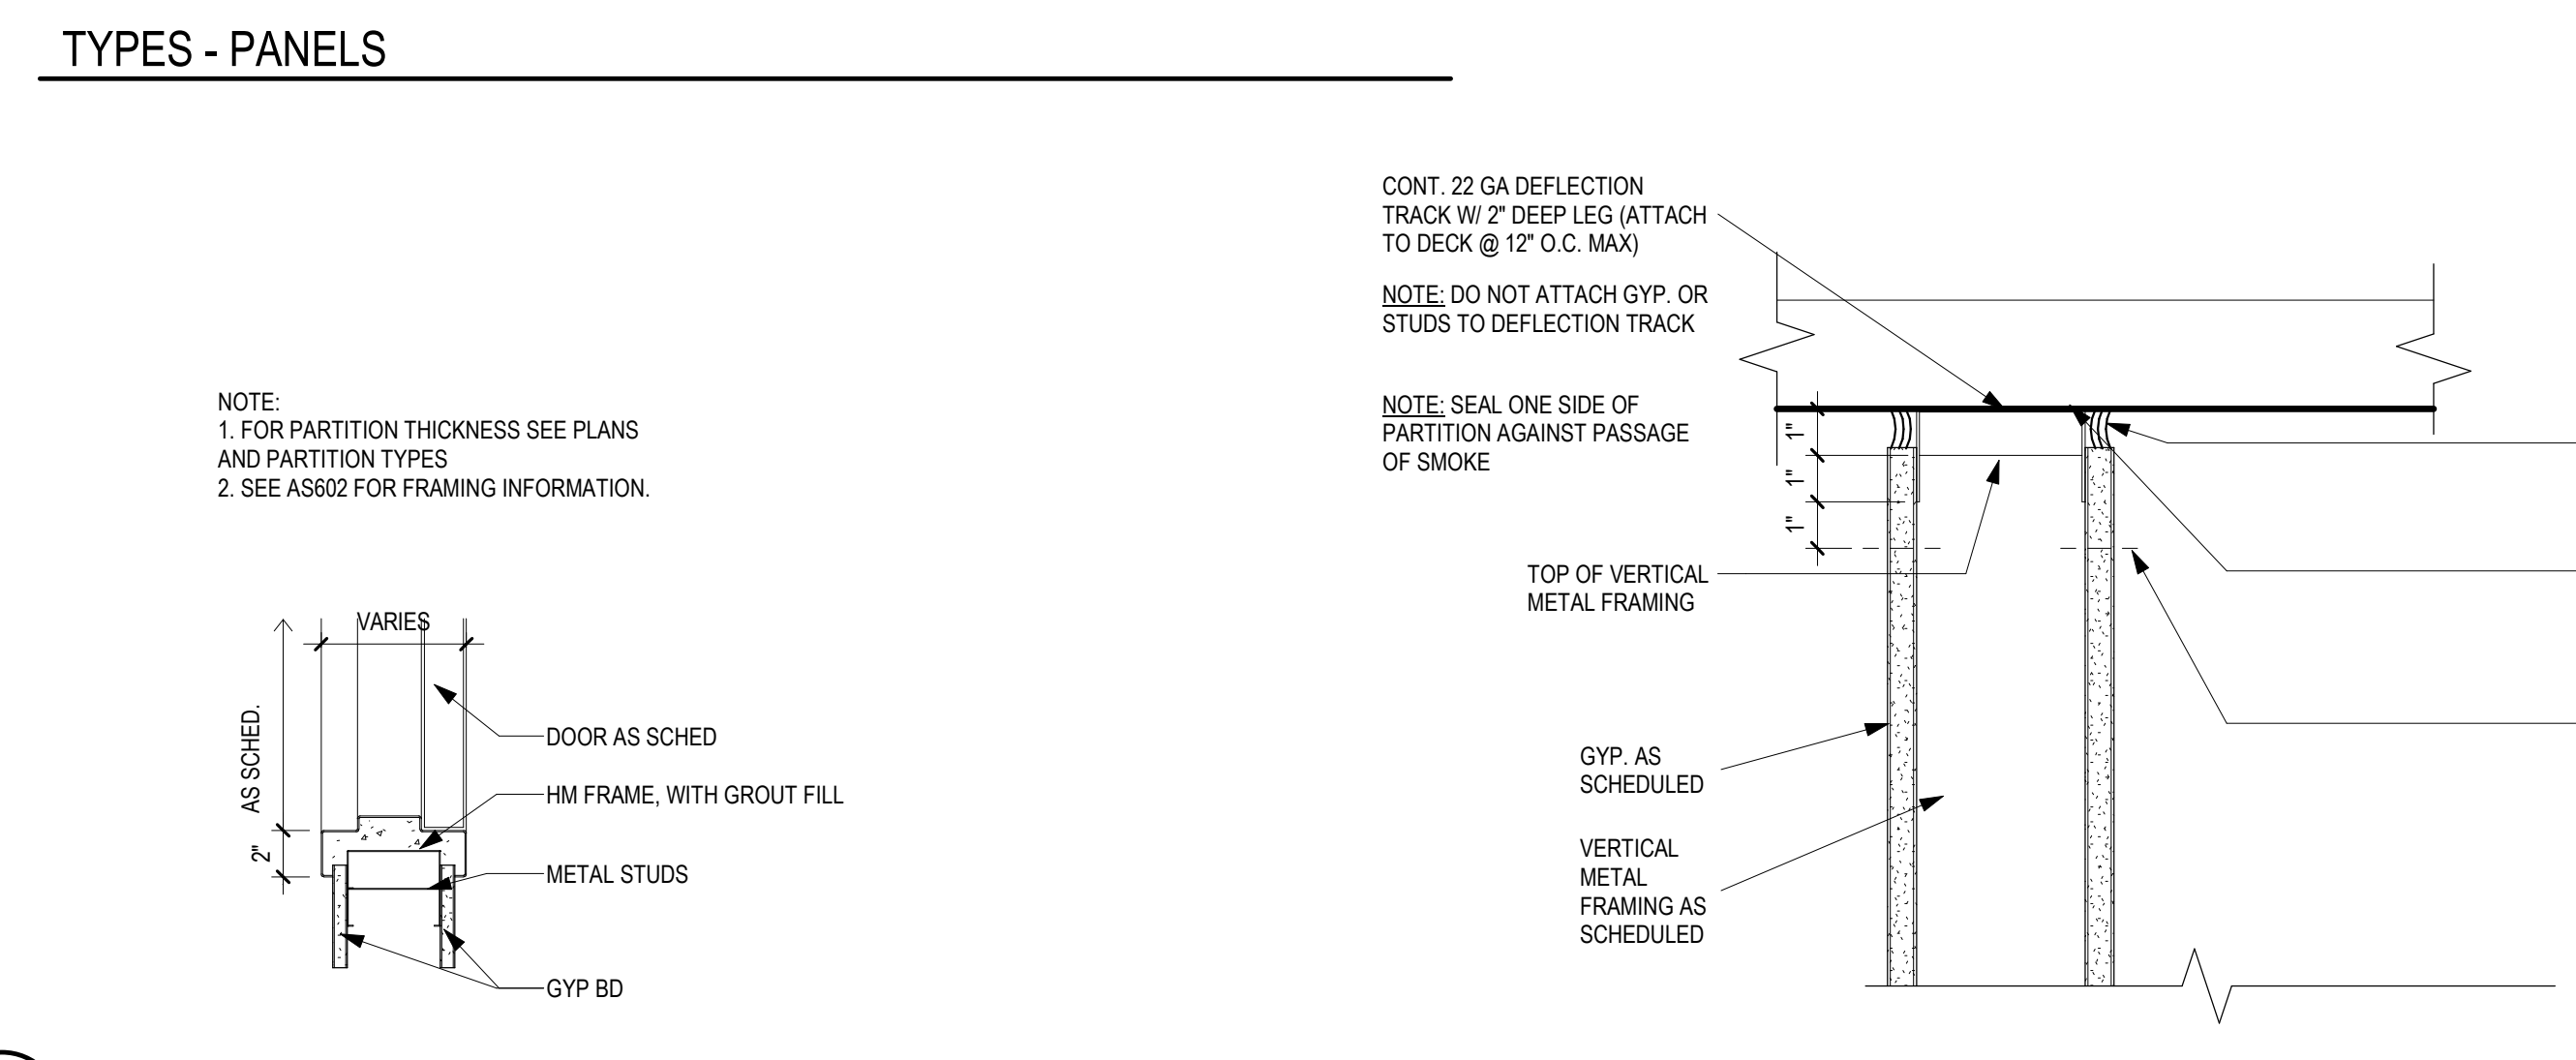 TYPES - PANELS
NOTE:
1. FOR PARTITION THICKNESS SEE PLANS
AND PARTITION TYPES
2. SEE AS602 FOR FRAMING INFORMATION.
VARIES
AS SCHED.
2"
DOOR AS SCHED
HM FRAME, WITH GROUT FILL
METAL STUDS
GYP BD
CONT. 22 GA DEFLECTION
TRACK W/ 2" DEEP LEG (ATTACH
TO DECK @ 12" O.C. MAX)
NOTE: DO NOT ATTACH GYP. OR
STUDS TO DEFLECTION TRACK
NOTE: SEAL ONE SIDE OF
PARTITION AGAINST PASSAGE
OF SMOKE
1"
1"
1"
TOP OF VERTICAL
METAL FRAMING
GYP. AS
SCHEDULED
VERTICAL
METAL
FRAMING AS
SCHEDULED